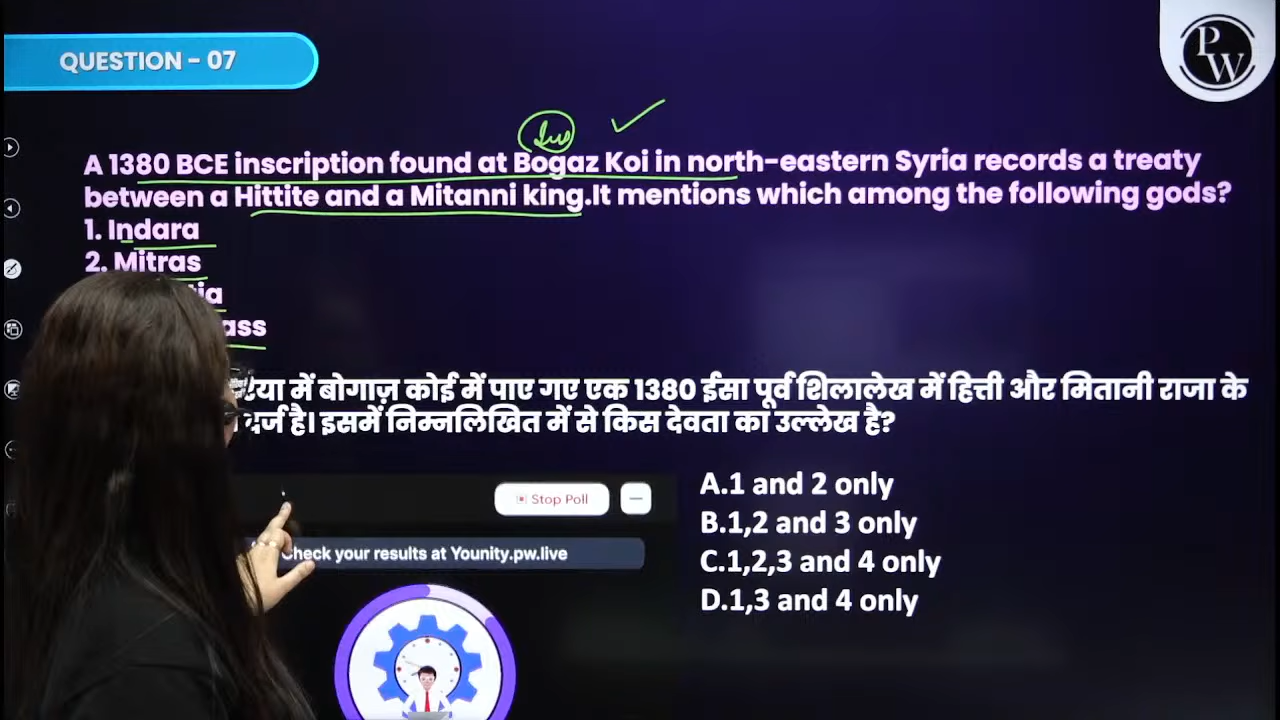 QUESTION - 07
PW
A 1380 BCE inscription found at Bogaz Koi in north-eastern Syria records a treaty
between a Hittite and a Mitanni king.It mentions which among the following gods?
1. Indara
2. Mitras
में बोगाज़ कोई में पाए गए एक 1380 ईसा पूर्व शिलालेख में हित्ती और मितानी राजा के
दर्ज है। इसमें निम्नलिखित में से किस देवता का उल्लेख है?
A.1 and 2 only
Stop Poll
B.1,2 and 3 only
Check your results at Younity.pw.live
C.1,2,3 and 4 only
D.1,3 and 4 only